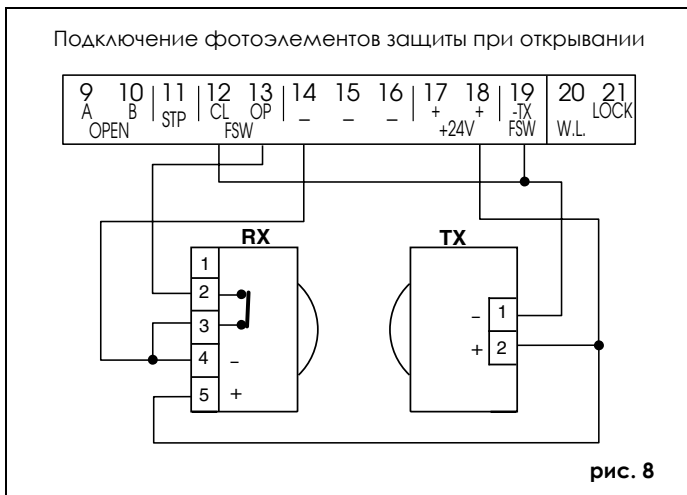 Подключение фотоэлементов защиты при открывании
9 10 11 12 13 14 15 16 17 18 19 20 21
A B STP CL OP – – – + + -TX W.L. LOCK
OPEN FSW +24V FSW
RX TX
1
2
3
4 –
5 +
– 1
+ 2
рис. 8